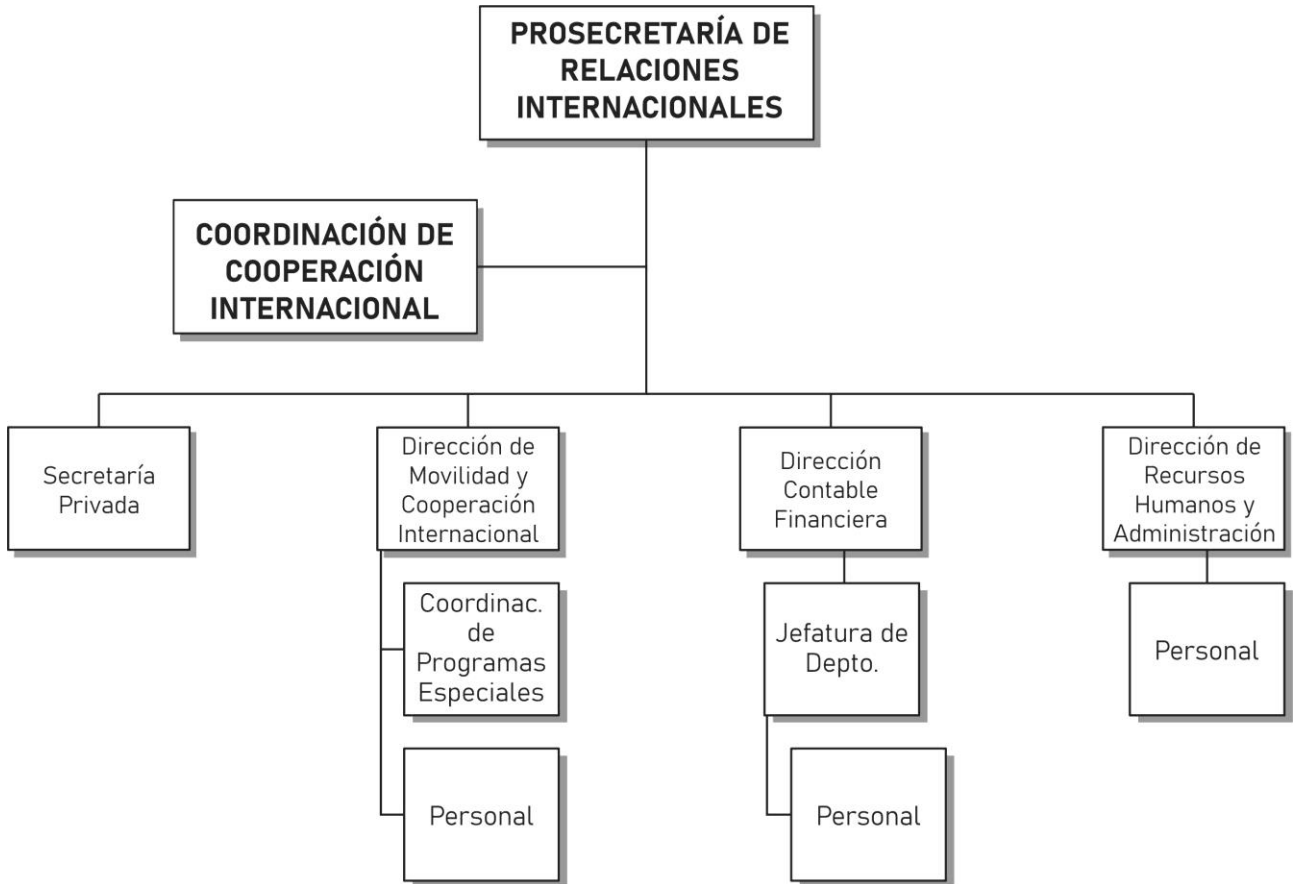 PROSECRETARÍA DE
RELACIONES
INTERNACIONALES
COORDINACIÓN DE
COOPERACIÓN
INTERNACIONAL
Secretaría
Privada
Dirección de
Movilidad y
Cooperación
Internacional
Dirección
Contable
Financiera
Dirección de
Recursos
Humanos y
Administración
Coordinac.
de
Programas
Especiales
Jefatura de
Depto.
Personal
Personal
Personal